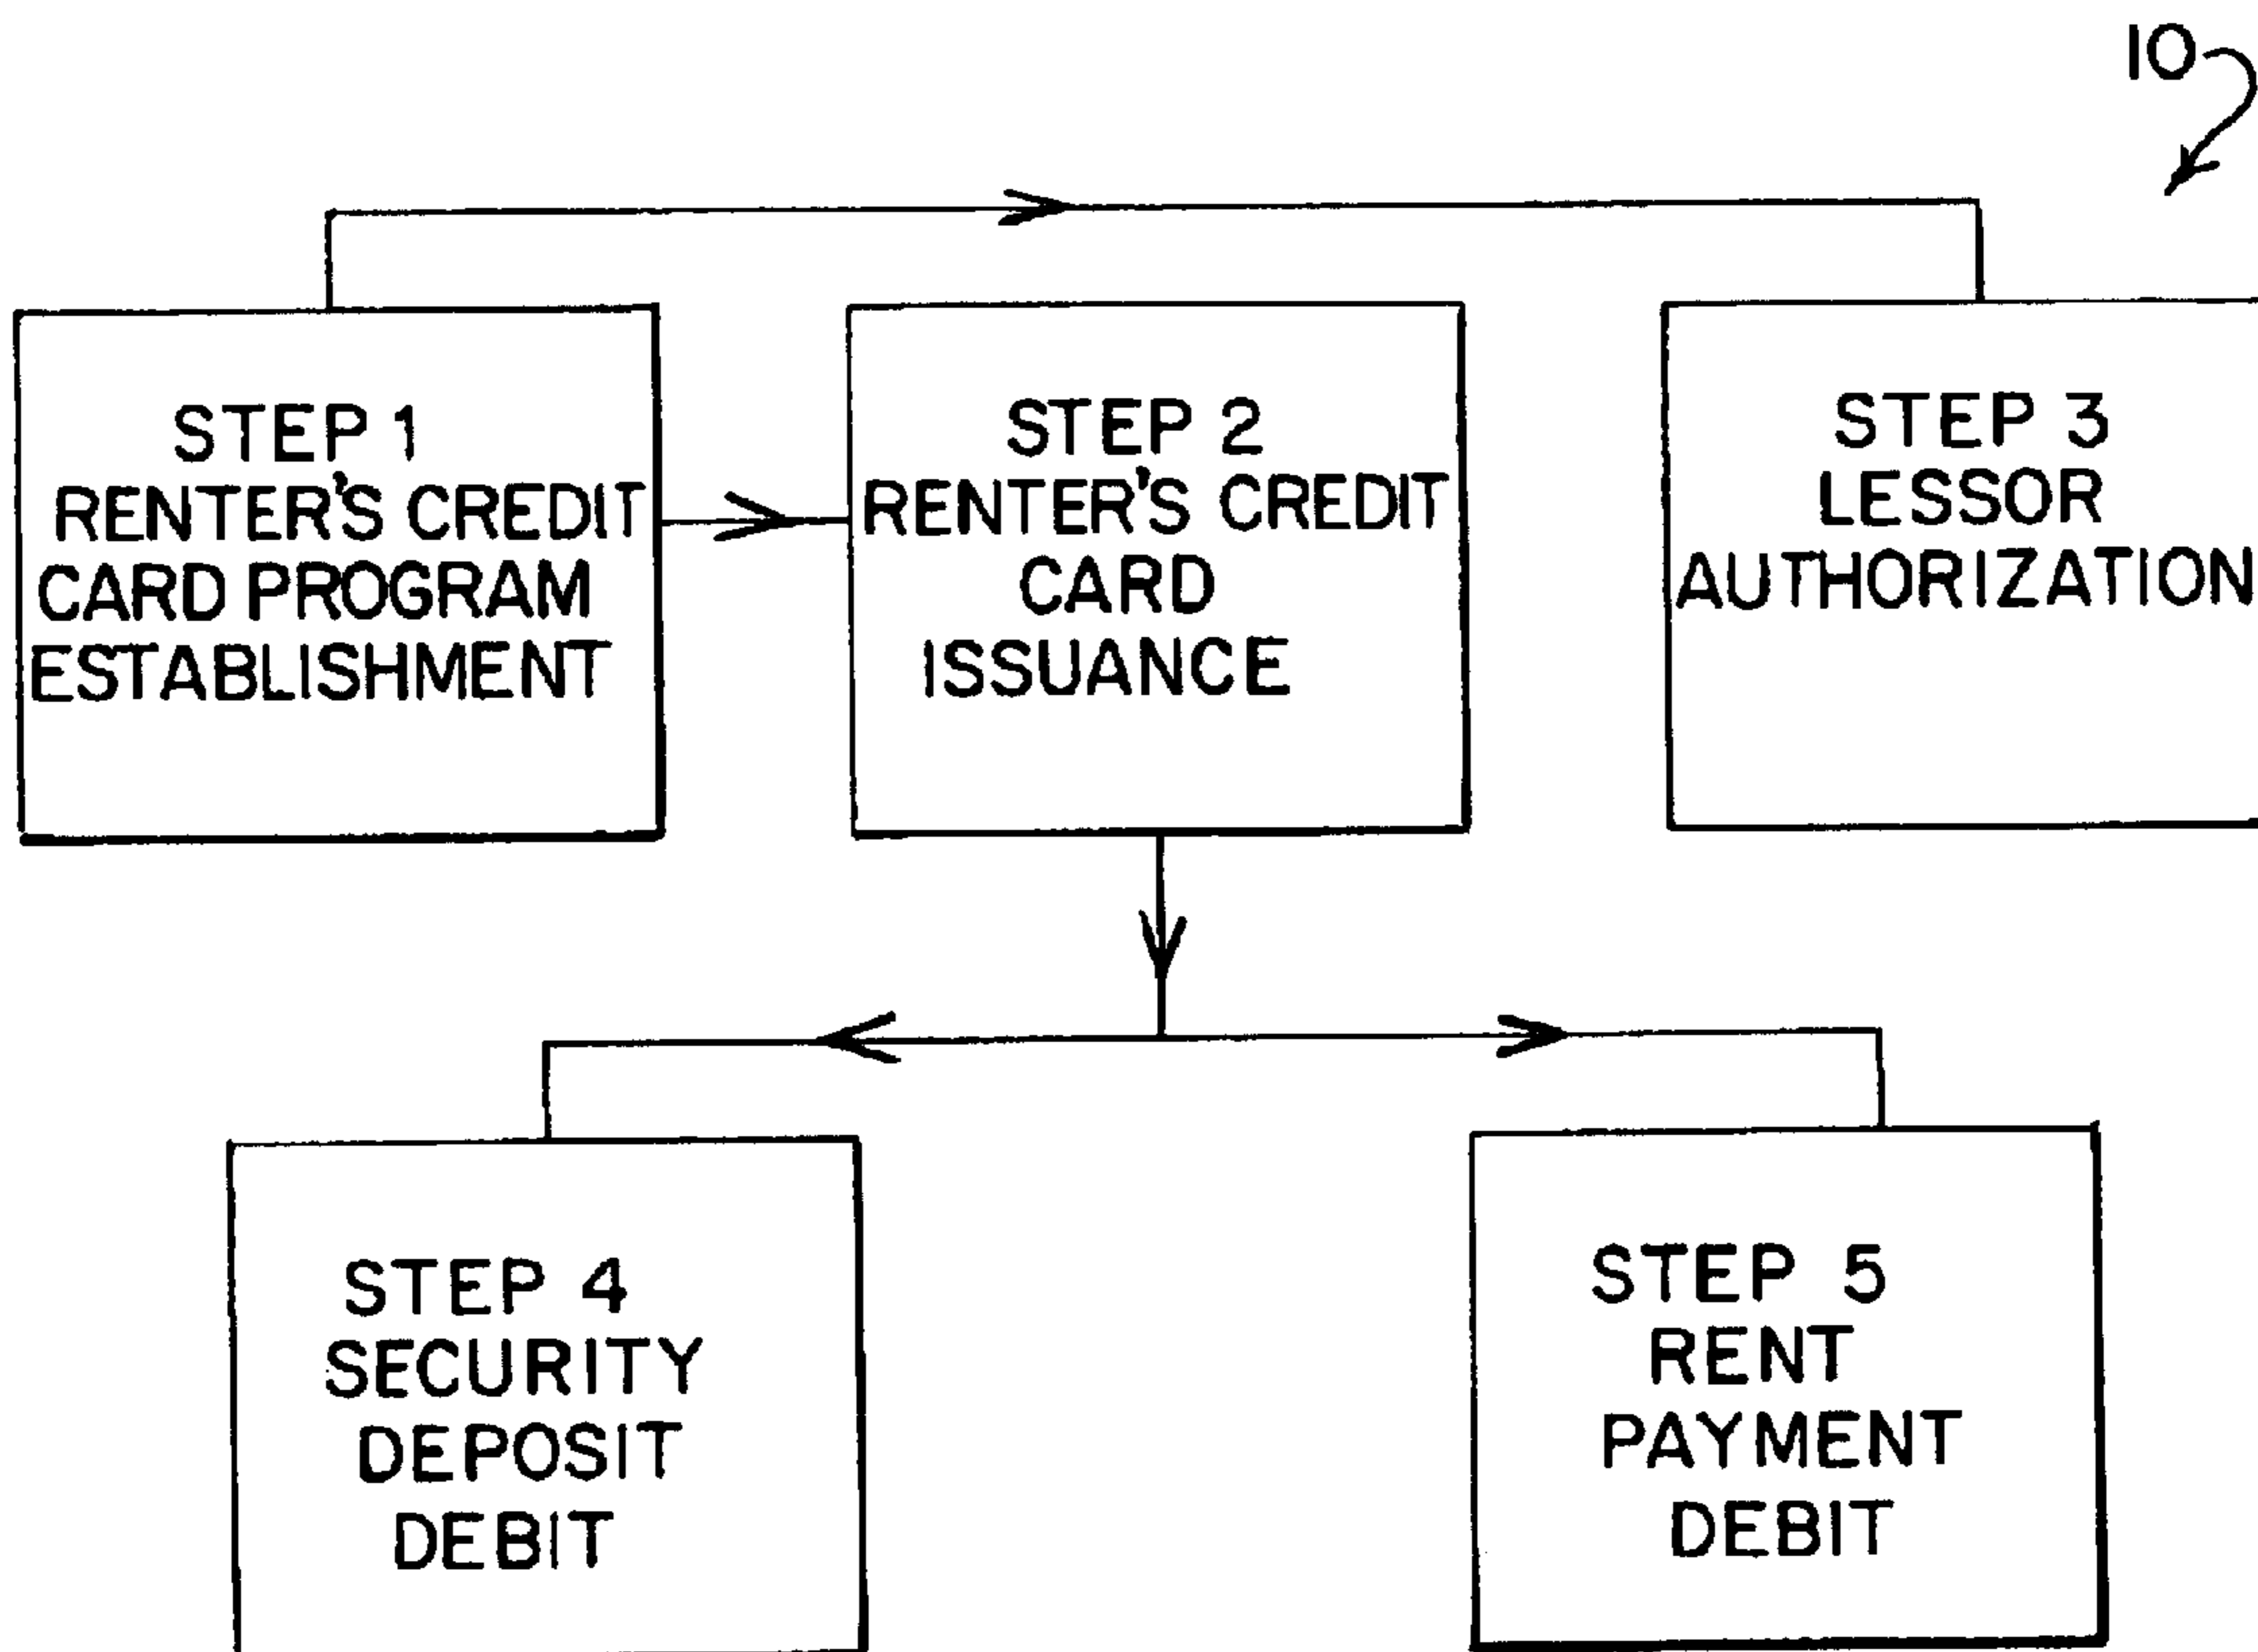 10
STEP 1
RENTER'S CREDIT
CARD PROGRAM
ESTABLISHMENT
STEP 2
RENTER'S CREDIT
CARD
ISSUANCE
STEP 3
LESSOR
AUTHORIZATION
STEP 4
SECURITY
DEPOSIT
DEBIT
STEP 5
RENT
PAYMENT
DEBIT